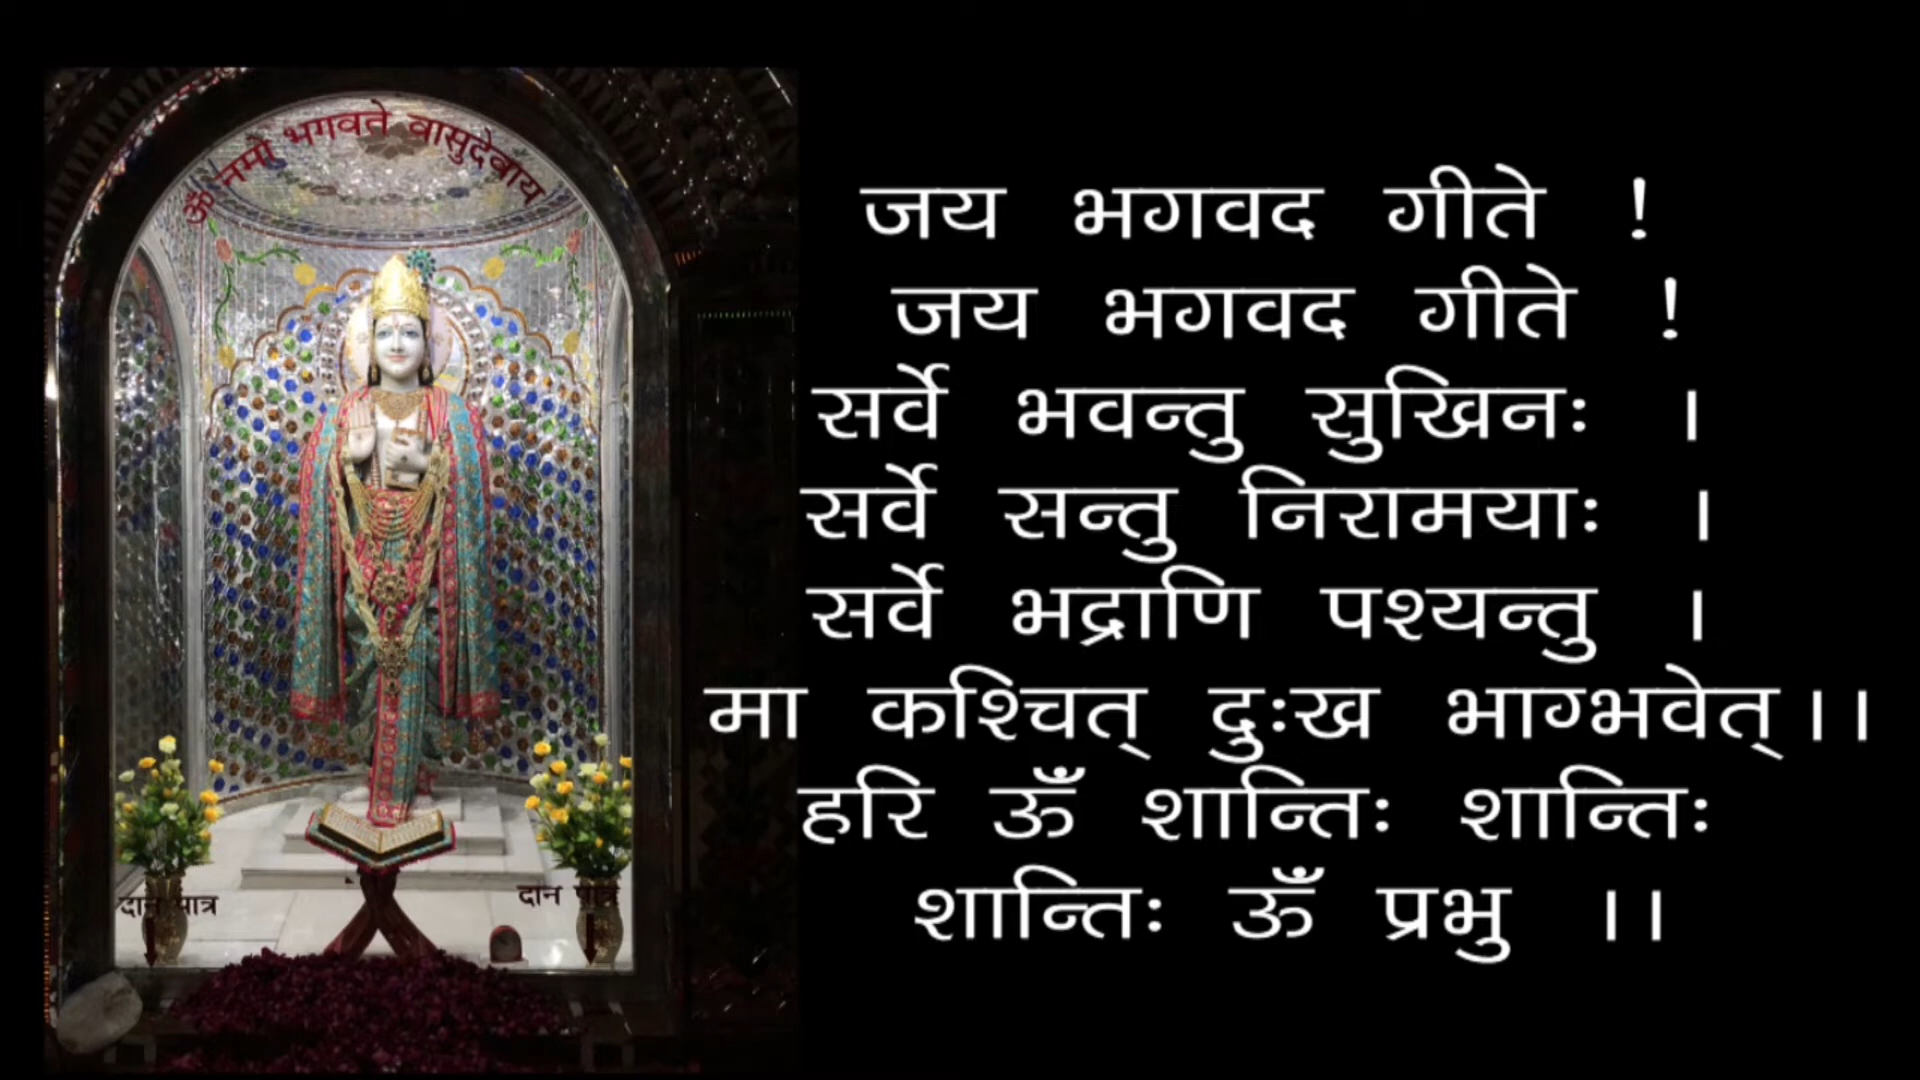 ॐ नमो भगवते वासुदेवाय
दान पात्र
दान पात्र
जय भगवद गीते !
जय भगवद गीते !
सर्वे भवन्तु सुखिनः ।
सर्वे सन्तु निरामयाः ।
सर्वे भद्राणि पश्यन्तु ।
मा कश्चित् दुःख भाग्भवेत्।।
हरि ऊँ शान्तिः शान्तिः
शान्तिः ऊँ प्रभु ।।